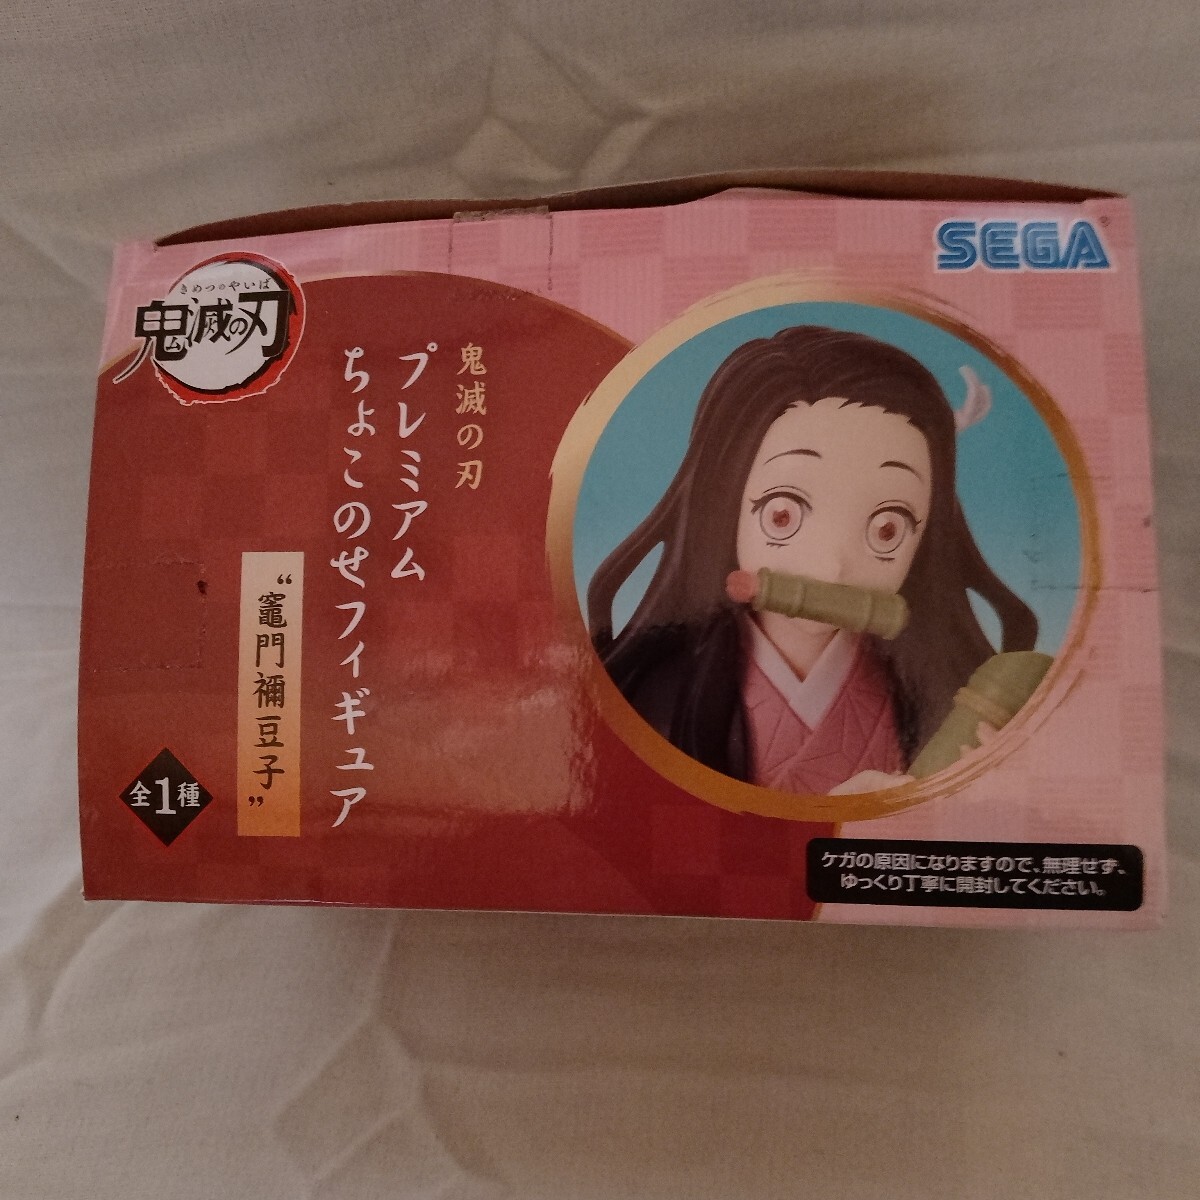 きめつのやいば
鬼滅の刃
SEGA
鬼滅の刃
プレミアム
ちょこのせフィギュア
“竈門禰豆子”
全1種
ケガの原因になりますので、無理せず、
ゆっくり丁寧に開封してください。